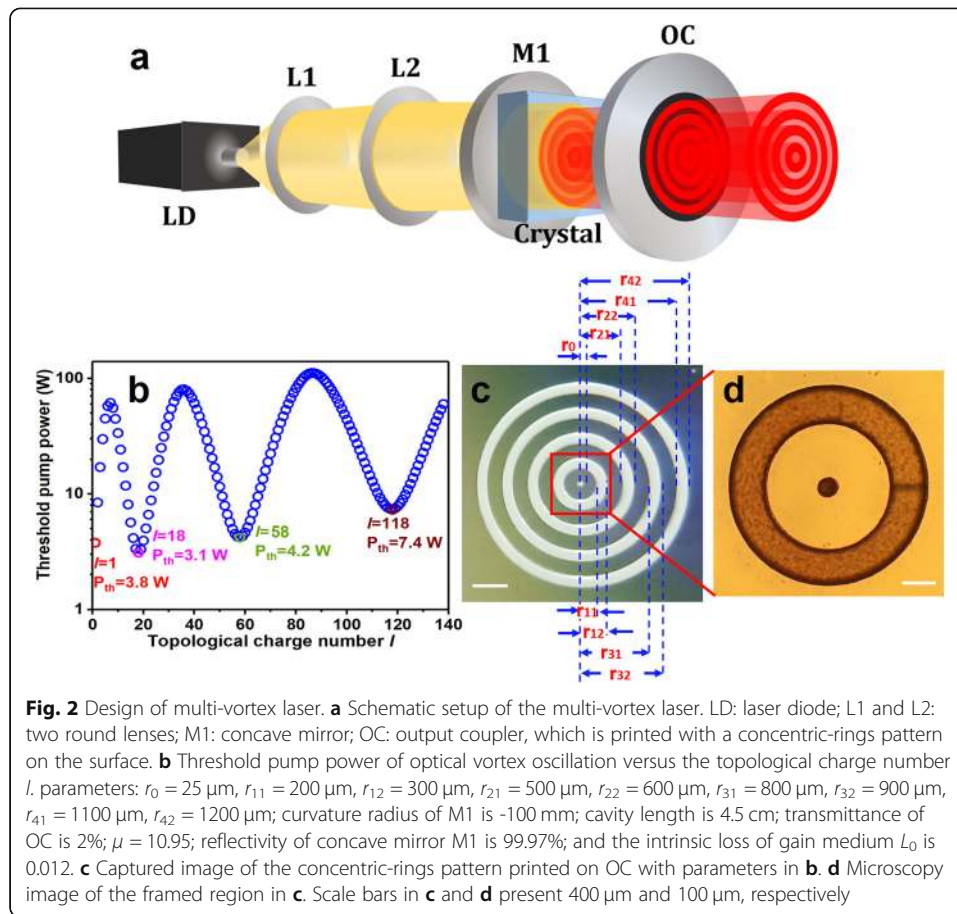 a
L1
L2
M1
OC
LD
Crystal
b
Threshold pump power (W)
100
10
1
0
20
40
60
80
100
120
140
Topological charge number l
l=1
Pth=3.8 W
l=18
Pth=3.1 W
l=58
Pth=4.2 W
l=118
Pth=7.4 W
r42
r41
r22
r21
r0
c
d
r11
r12
r31
r32
Fig. 2 Design of multi-vortex laser. a Schematic setup of the multi-vortex laser. LD: laser diode; L1 and L2:
two round lenses; M1: concave mirror; OC: output coupler, which is printed with a concentric-rings pattern
on the surface. b Threshold pump power of optical vortex oscillation versus the topological charge number
l. parameters: r0 = 25 μm, r11 = 200 μm, r12 = 300 μm, r21 = 500 μm, r22 = 600 μm, r31 = 800 μm, r32 = 900 μm,
r41 = 1100 μm, r42 = 1200 μm; curvature radius of M1 is -100 mm; cavity length is 4.5 cm; transmittance of
OC is 2%; μ = 10.95; reflectivity of concave mirror M1 is 99.97%; and the intrinsic loss of gain medium L0 is
0.012. c Captured image of the concentric-rings pattern printed on OC with parameters in b. d Microscopy
image of the framed region in c. Scale bars in c and d present 400 μm and 100 μm, respectively